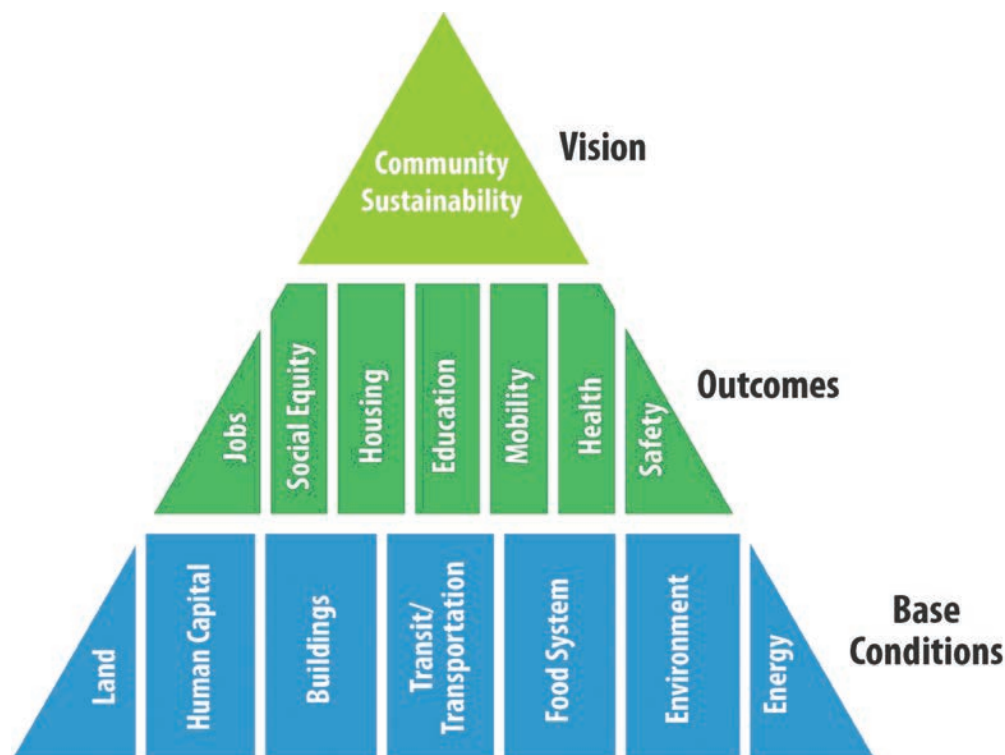 Community
Sustainability
Vision
Jobs
Social Equity
Housing
Education
Mobility
Health
Safety
Outcomes
Land
Human Capital
Buildings
Transit/
Transportation
Food System
Environment
Energy
Base
Conditions